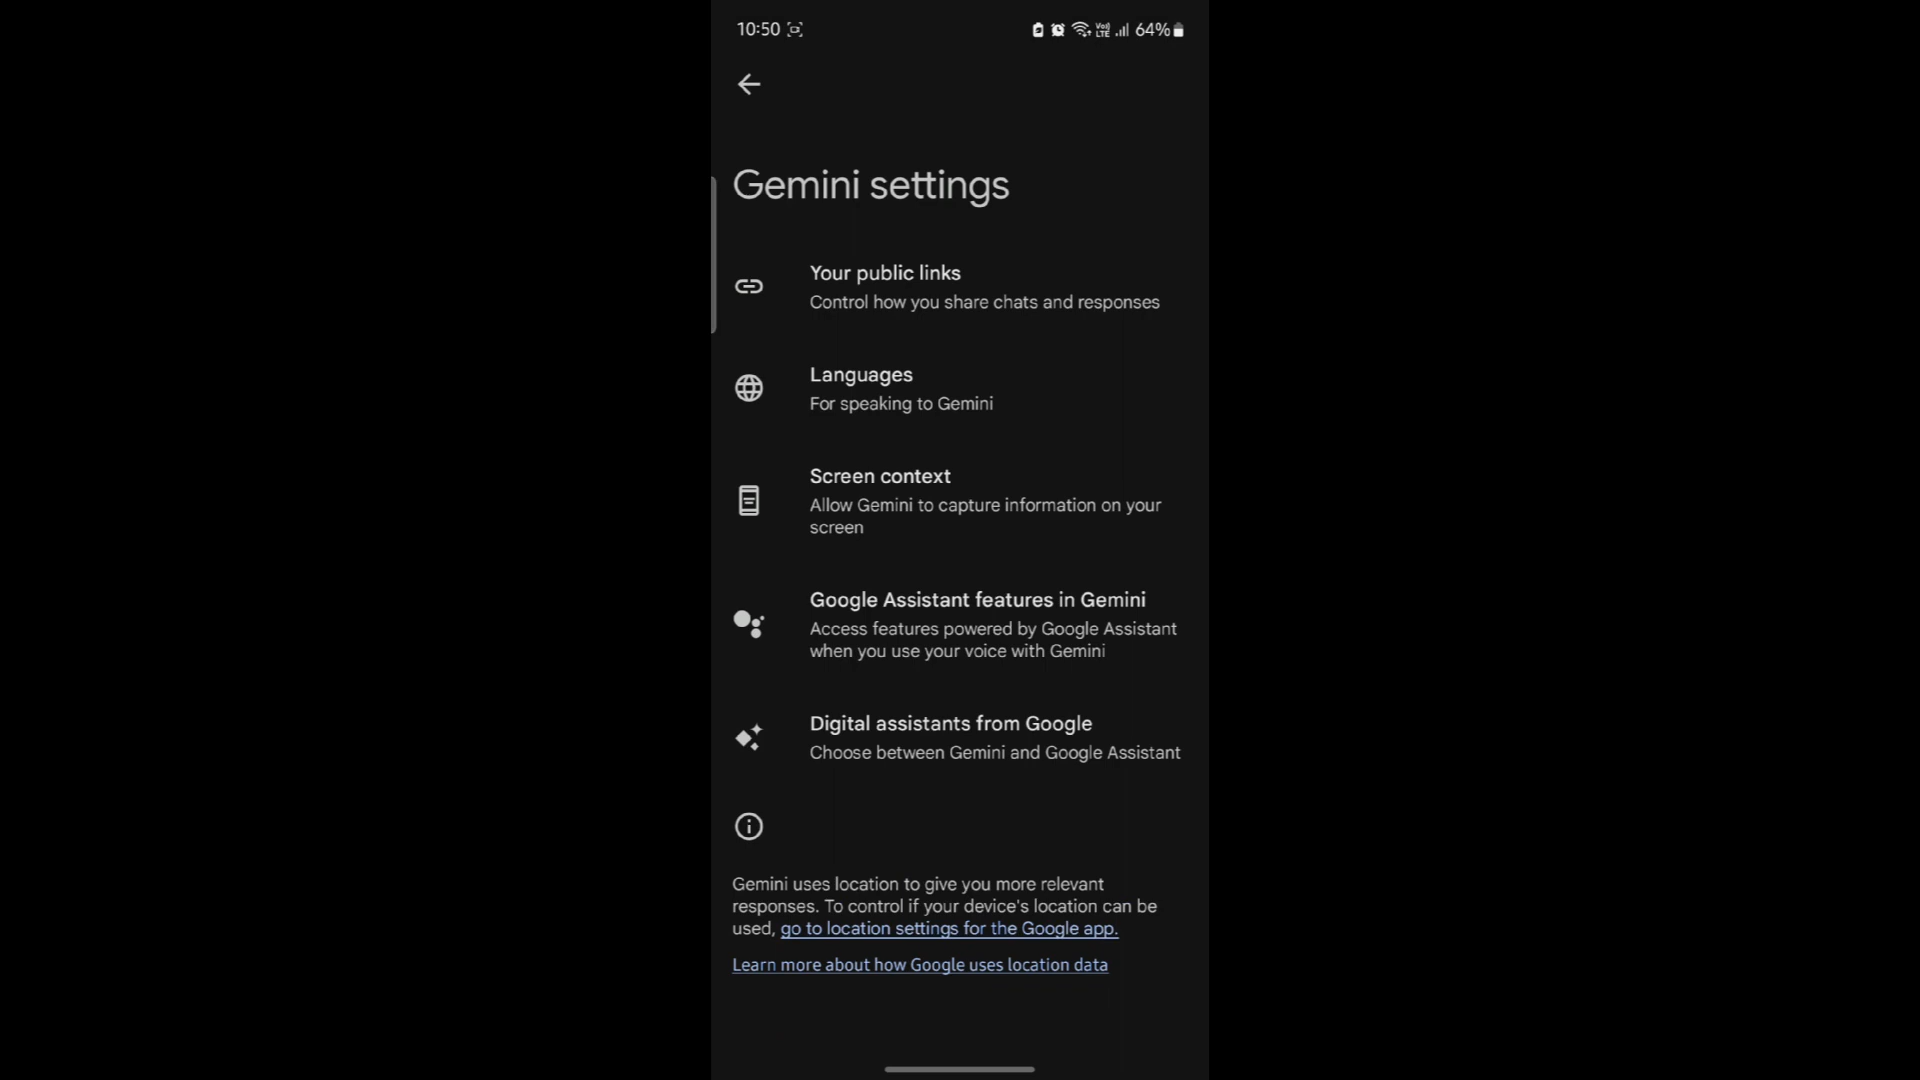 10:50
Vo) LTE 64%
Gemini settings
Your public links
Control how you share chats and responses
Languages
For speaking to Gemini
Screen context
Allow Gemini to capture information on your
screen
Google Assistant features in Gemini
Access features powered by Google Assistant
when you use your voice with Gemini
Digital assistants from Google
Choose between Gemini and Google Assistant
Gemini uses location to give you more relevant
responses. To control if your device's location can be
used, go to location settings for the Google app.
Learn more about how Google uses location data